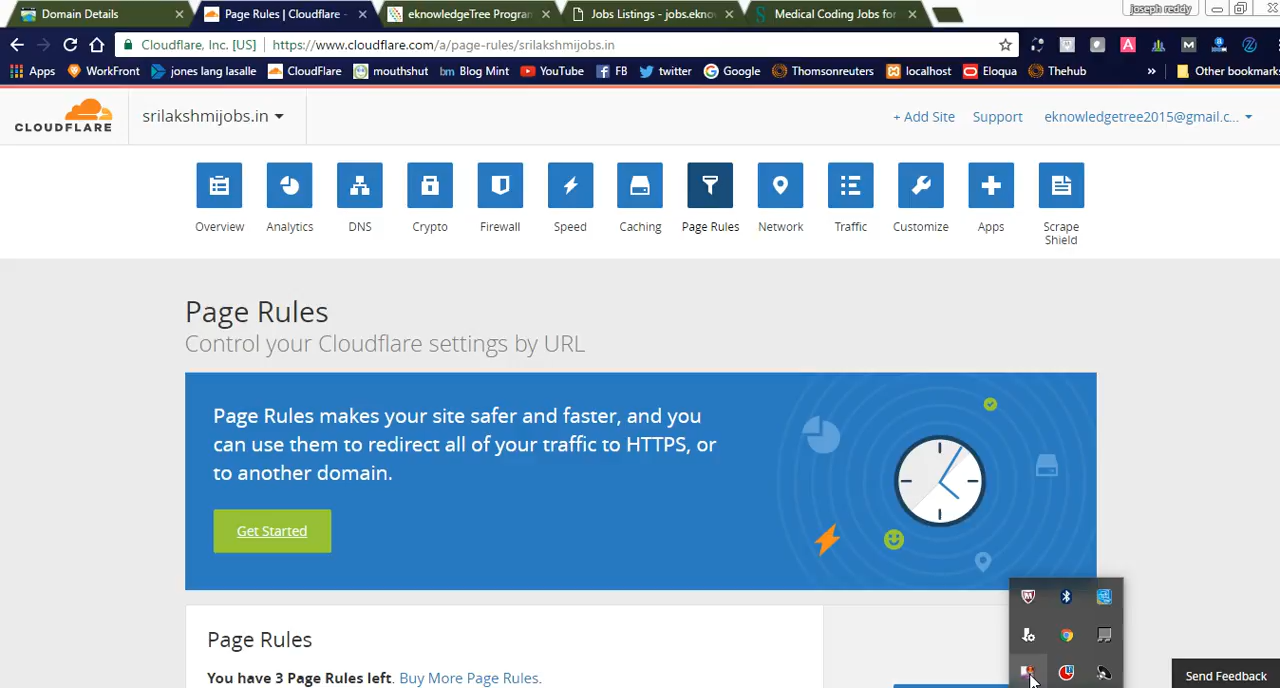 Domain Details
Page Rules | Cloudflare -
eknowledgeTree Program
Jobs Listings - jobs.eknow
Medical Coding Jobs for
joseph reddy
Cloudflare, Inc. [US] | https://www.cloudflare.com/a/page-rules/srilakshmijobs.in
Apps WorkFront jones lang lasalle CloudFlare mouthshut bm Blog Mint YouTube FB twitter Google Thomsonreuters localhost Eloqua Thehub » Other bookmarks
CLOUDFLARE
srilakshmijobs.in
+ Add Site Support eknowledgetree2015@gmail.c...
Overview Analytics DNS Crypto Firewall Speed Caching Page Rules Network Traffic Customize Apps Scrape
Shield
Page Rules
Control your Cloudflare settings by URL
Page Rules makes your site safer and faster, and you
can use them to redirect all of your traffic to HTTPS, or
to another domain.
Get Started
Page Rules
You have 3 Page Rules left. Buy More Page Rules.
Send Feedback